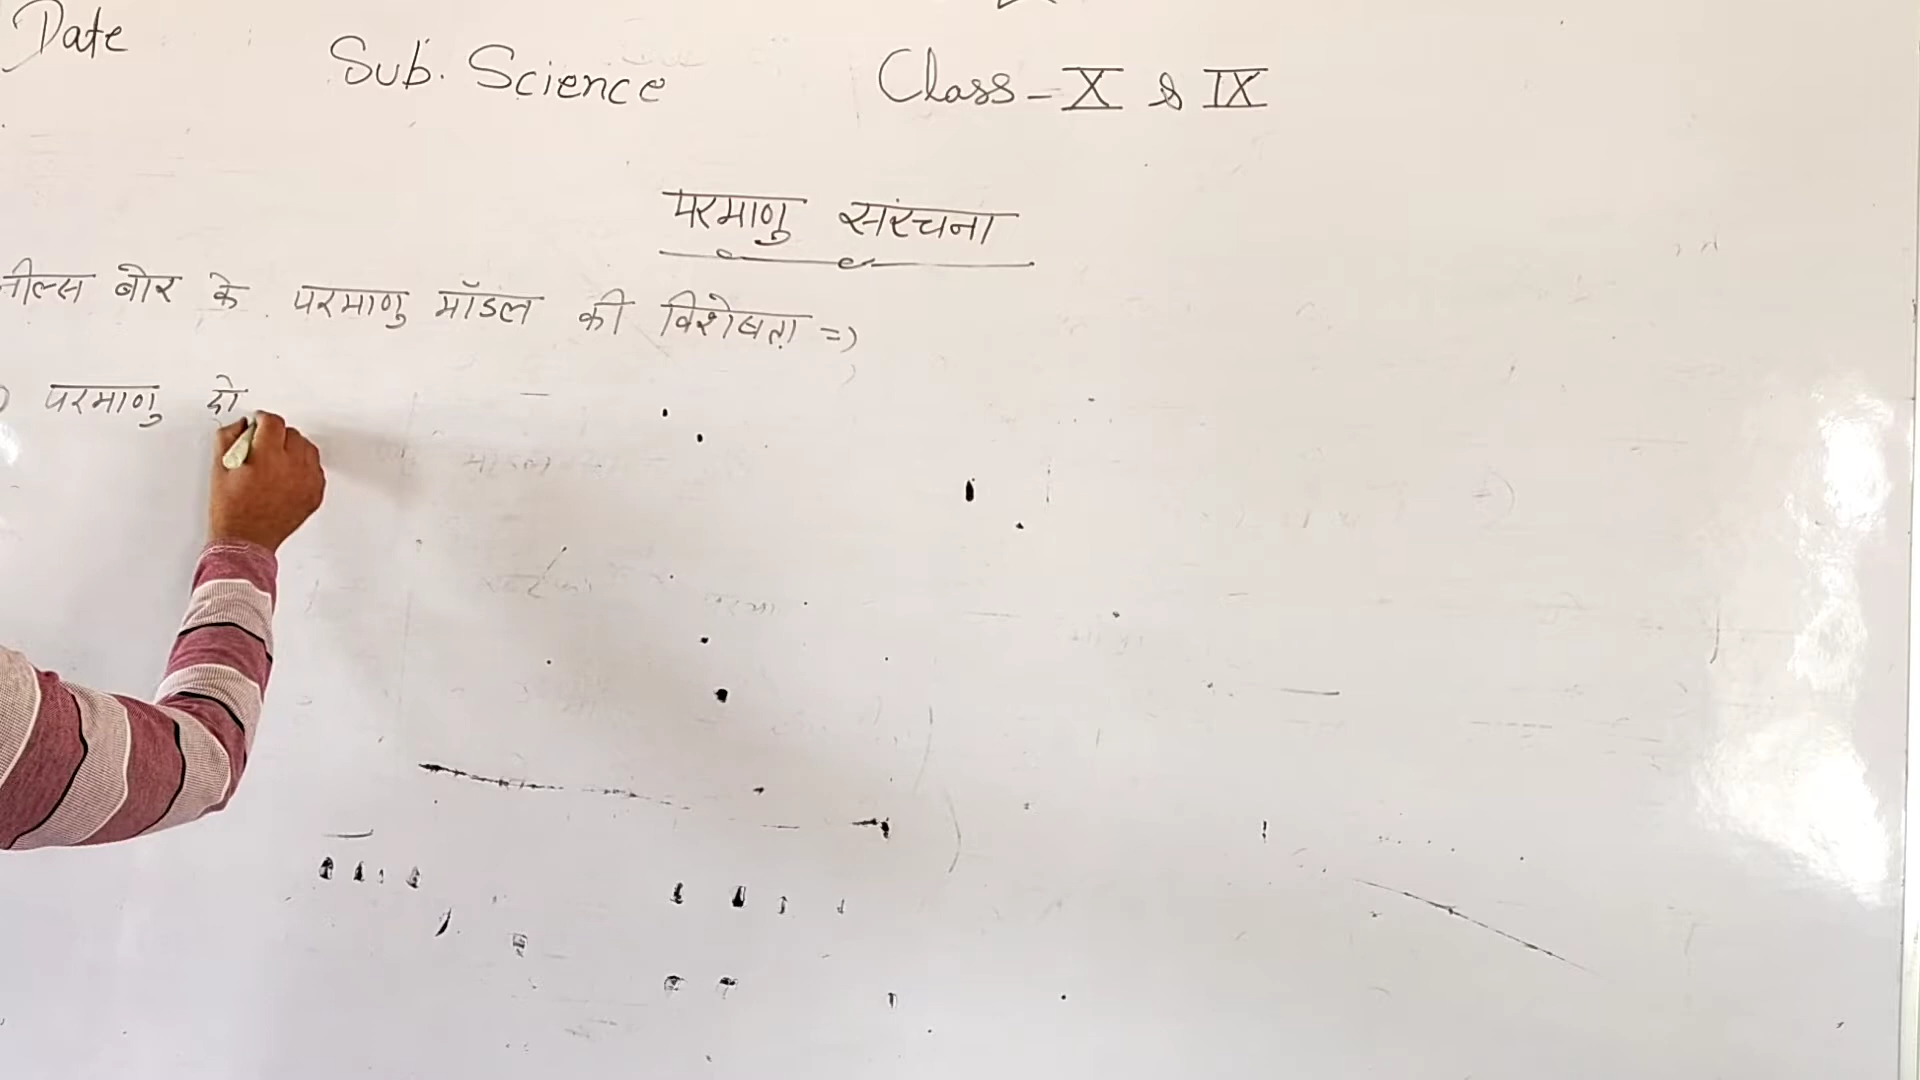 Date
Sub. Science
Class - X & IX
परमाणु संरचना
नील्स बोर के परमाणु मॉडल की विशेषता =)
) परमाणु दो